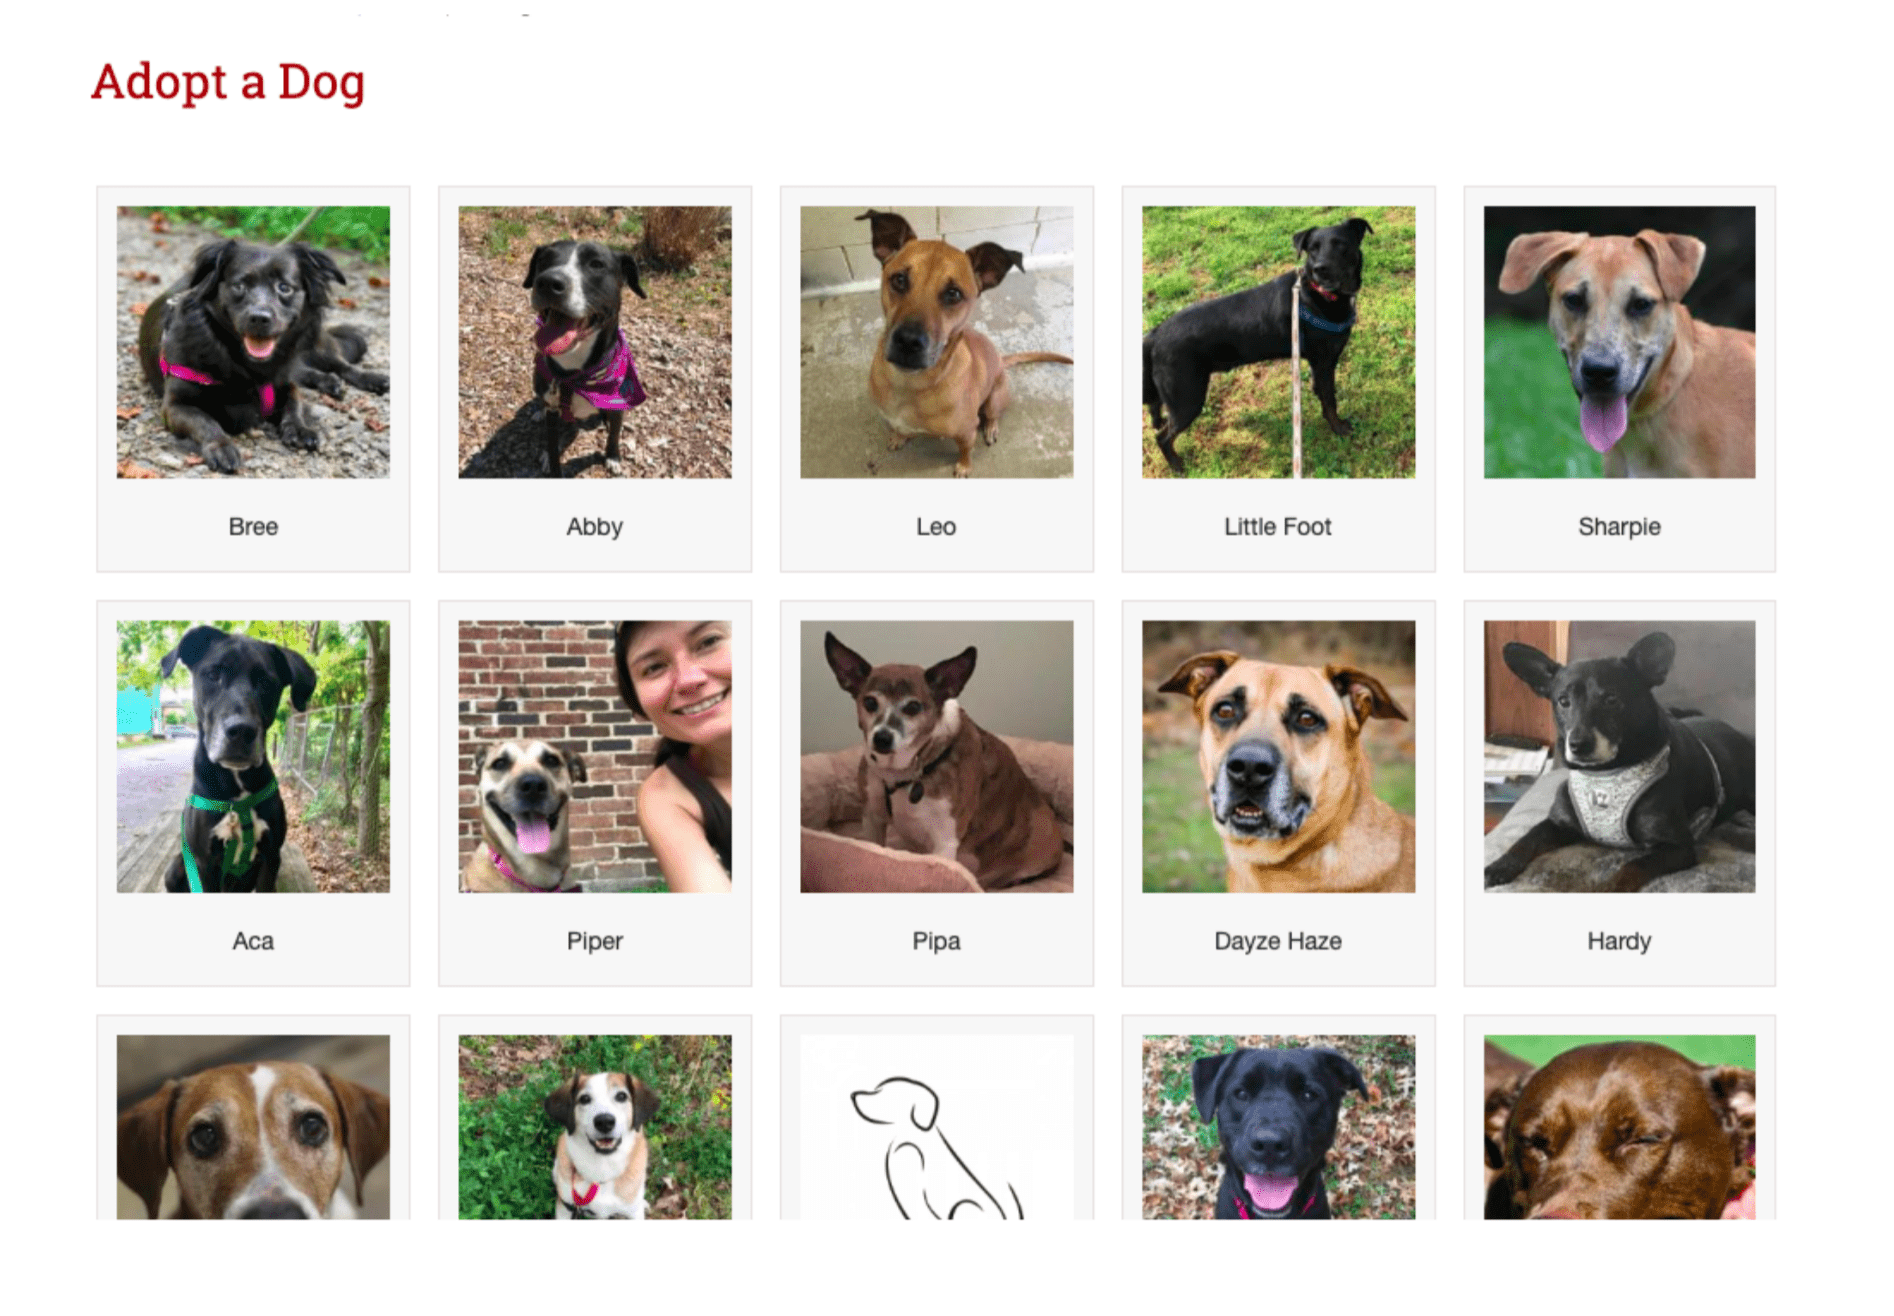 Adopt a Dog
Bree
Abby
Leo
Little Foot
Sharpie
Aca
Piper
Pipa
Dayze Haze
Hardy